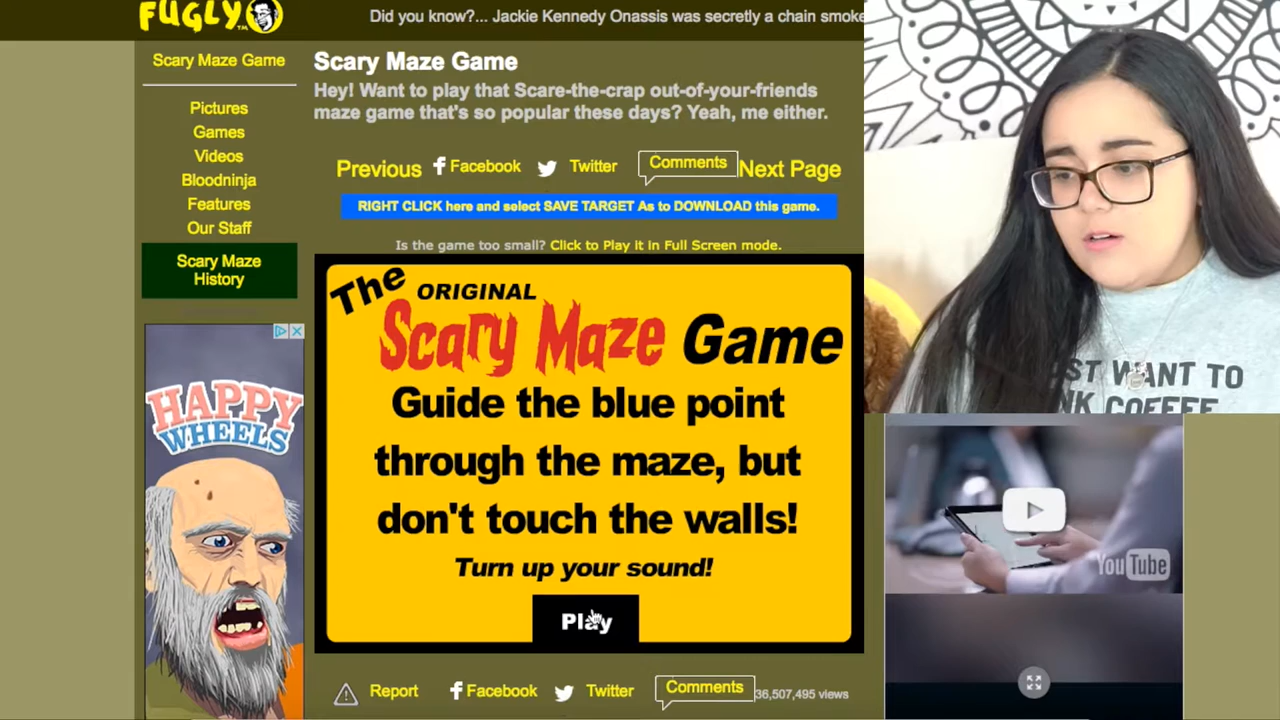 FUGLY TM
Did you know?... Jackie Kennedy Onassis was secretly a chain smoke
Scary Maze Game
Pictures
Games
Videos
Bloodninja
Features
Our Staff
Scary Maze
History
HAPPY
WHEELS
Scary Maze Game
Hey! Want to play that Scare-the-crap out-of-your-friends
maze game that's so popular these days? Yeah, me either.
Previous Facebook Twitter Comments Next Page
RIGHT CLICK here and select SAVE TARGET As to DOWNLOAD this game.
Is the game too small? Click to Play it in Full Screen mode.
The ORIGINAL
Scary Maze Game
Guide the blue point
through the maze, but
don't touch the walls!
Turn up your sound!
Play
Report Facebook Twitter Comments 36,507,495 views
ST WANT TO
NK COFFEE
YouTube